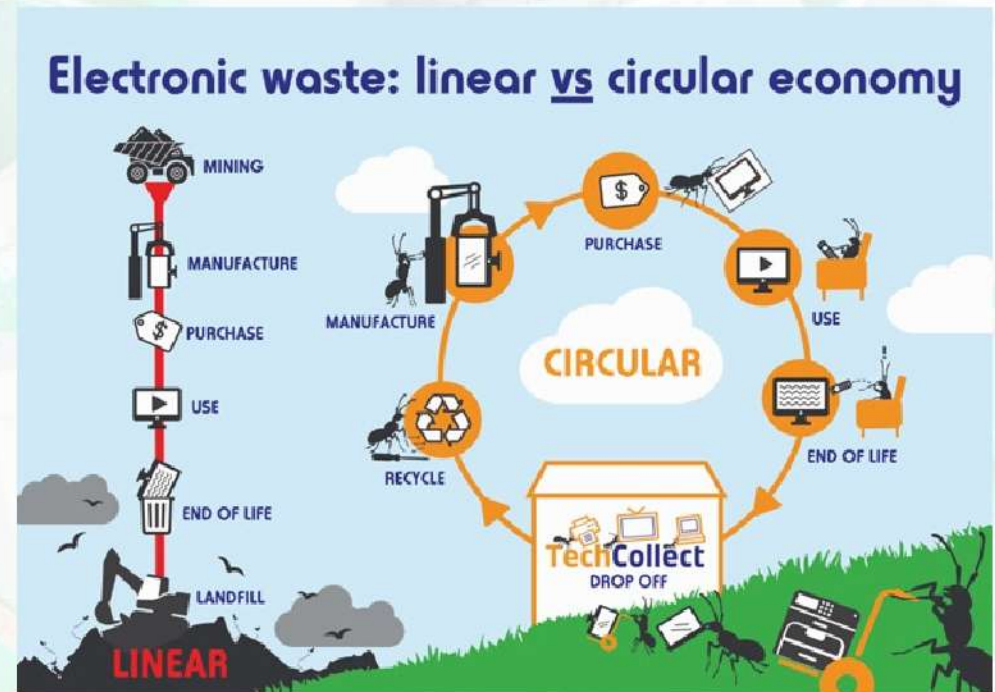 Electronic waste: linear vs circular economy
MINING
MANUFACTURE
PURCHASE
USE
END OF LIFE
LANDFILL
LINEAR
$
$
PURCHASE
USE
END OF LIFE
TechCollect
DROP OFF
RECYCLE
MANUFACTURE
CIRCULAR